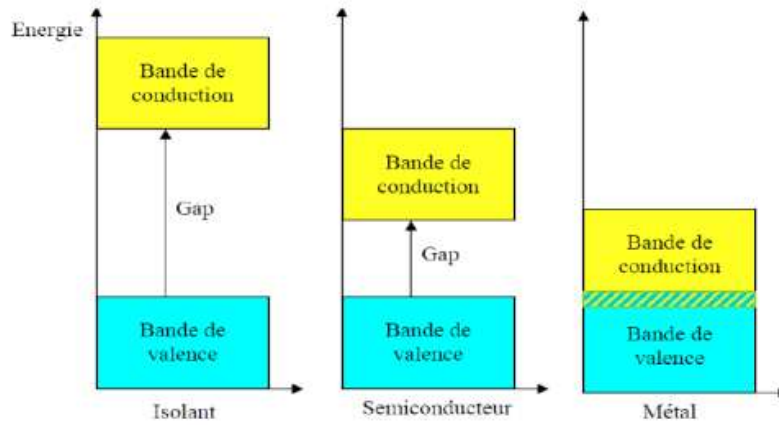 Energie
Bande de
conduction
Gap
Bande de
valence
Isolant
Bande de
conduction
Gap
Bande de
valence
Semiconducteur
Bande de
conduction
Bande de
valence
Métal